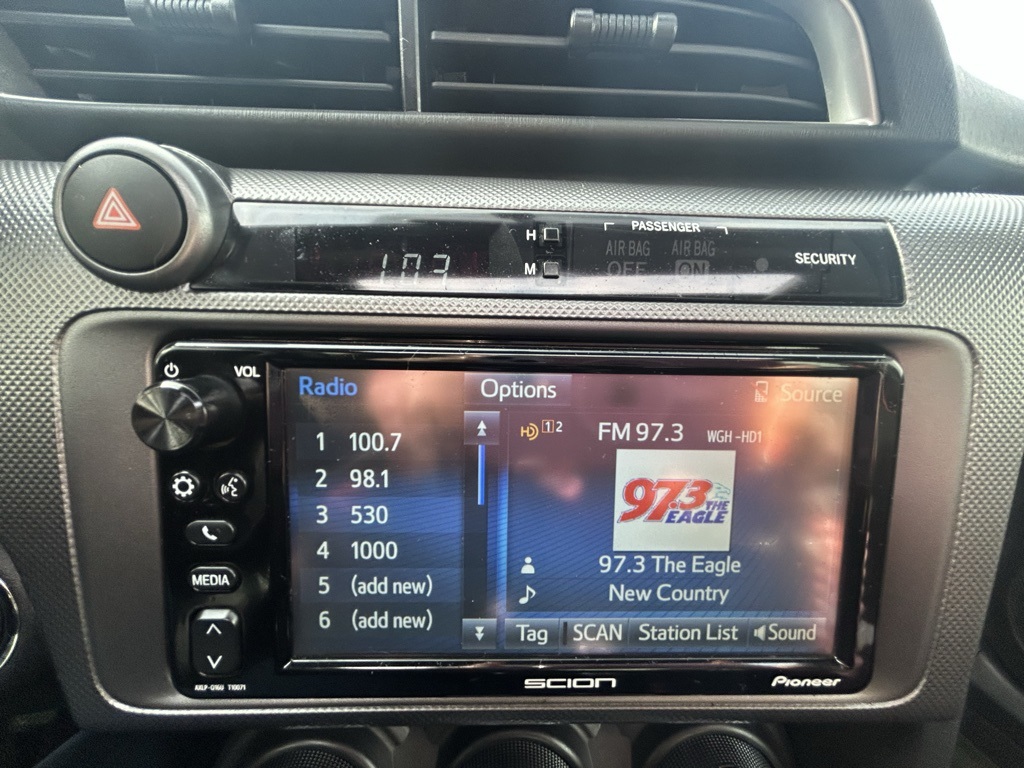 1:03
H
M
PASSENGER
AIR BAG AIR BAG
OFF ON
SECURITY
VOL
MEDIA
Radio
1 100.7
2 98.1
3 530
4 1000
5 (add new)
6 (add new)
Options
Source
HD 1 2
FM 97.3 WGH -HD1
97.3 THE
EAGLE
97.3 The Eagle
New Country
Tag SCAN Station List Sound
SCION
Pioneer